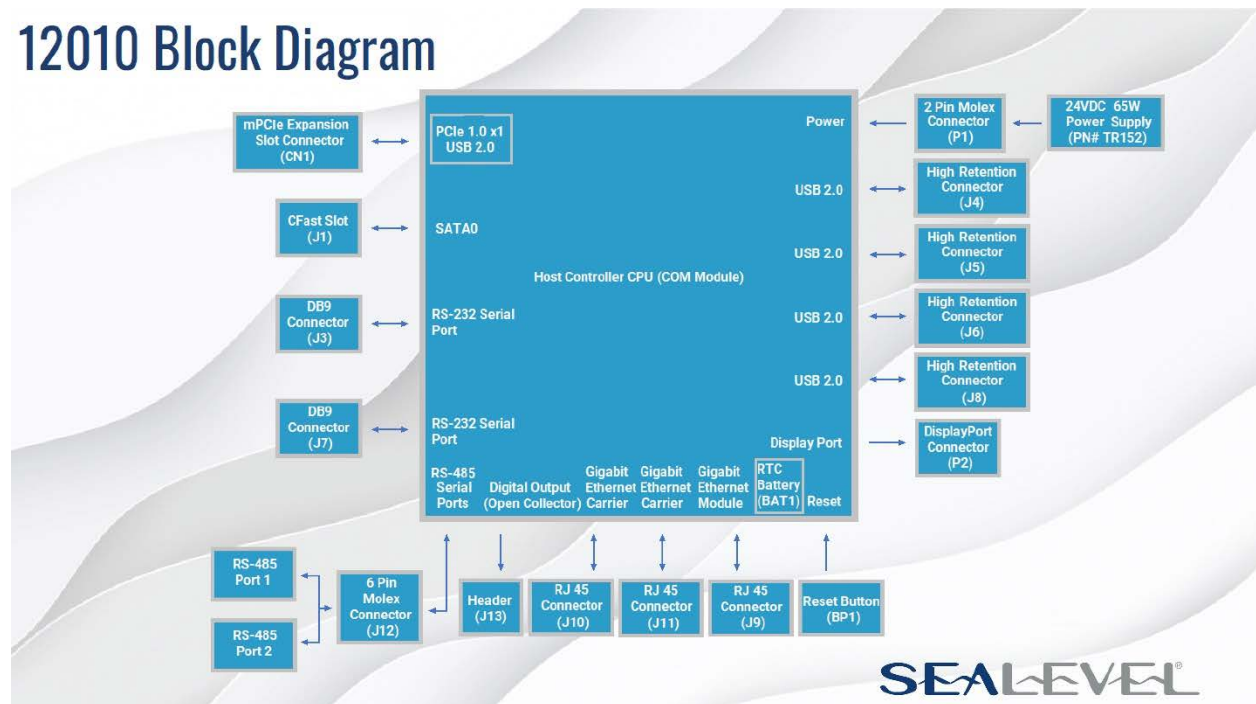 12010 Block Diagram
mPCIe Expansion
Slot Connector
(CN1)
PCIe 1.0 x1
USB 2.0
Power
2 Pin Molex
Connector
(P1)
24VDC 65W
Power Supply
(PN# TR152)
USB 2.0
High Retention
Connector
(J4)
CFast Slot
(J1)
SATA0
USB 2.0
High Retention
Connector
(J5)
Host Controller CPU (COM Module)
DB9
Connector
(J3)
RS-232 Serial
Port
USB 2.0
High Retention
Connector
(J6)
USB 2.0
High Retention
Connector
(J8)
DB9
Connector
(J7)
RS-232 Serial
Port
Display Port
DisplayPort
Connector
(P2)
RS-485
Serial
Ports
Digital Output
(Open Collector)
Gigabit
Ethernet
Carrier
Gigabit
Ethernet
Carrier
Gigabit
Ethernet
Module
RTC
Battery
(BAT1)
Reset
RS-485
Port 1
RS-485
Port 2
6 Pin
Molex
Connector
(J12)
Header
(J13)
RJ 45
Connector
(J10)
RJ 45
Connector
(J11)
RJ 45
Connector
(J9)
Reset Button
(BP1)
SEALEVEL®